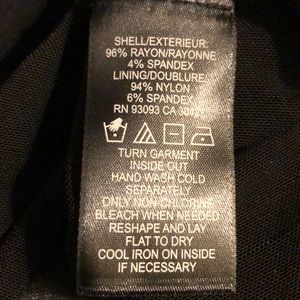 SHELL/EXTERIEUR:
96% RAYON/RAYONNE
4% SPANDEX
LINING/DOUBLURE:
94% NYLON
6% SPANDEX
RN 93093 CA
TURN GARMENT
INSIDE OUT
HAND WASH COLD
SEPARATELY
ONLY NON-CHLORINE
BLEACH WHEN NEEDED
RESHAPE AND LAY
FLAT TO DRY
COOL IRON ON INSIDE
IF NECESSARY